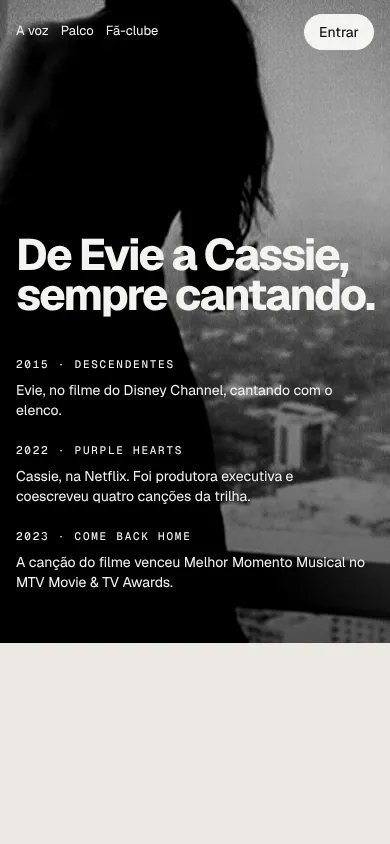 A voz Palco Fã-clube Entrar
De Evie a Cassie,
sempre cantando.
2015 · DESCENDENTES
Evie, no filme do Disney Channel, cantando com o
elenco.
2022 · PURPLE HEARTS
Cassie, na Netflix. Foi produtora executiva e
coescreveu quatro canções da trilha.
2023 · COME BACK HOME
A canção do filme venceu Melhor Momento Musical no
MTV Movie & TV Awards.